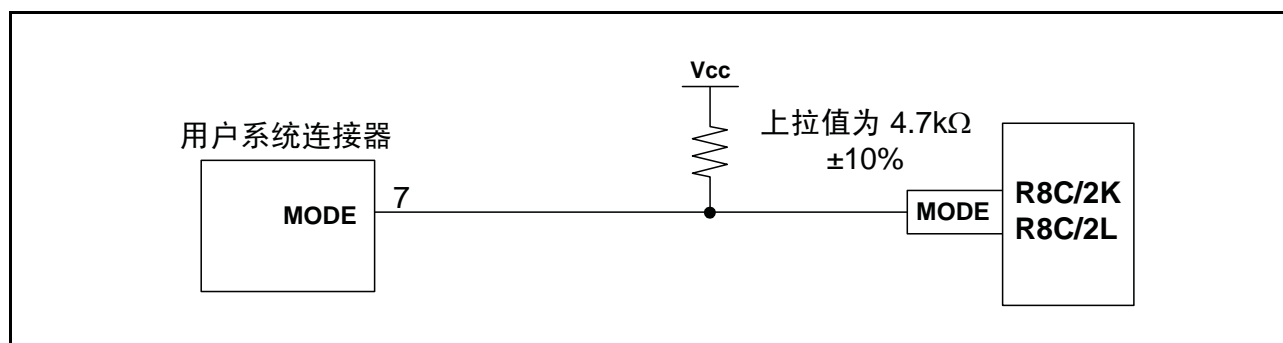 Vcc
用户系统连接器
上拉值为 4.7kΩ
±10%
MODE
7
MODE
R8C/2K
R8C/2L